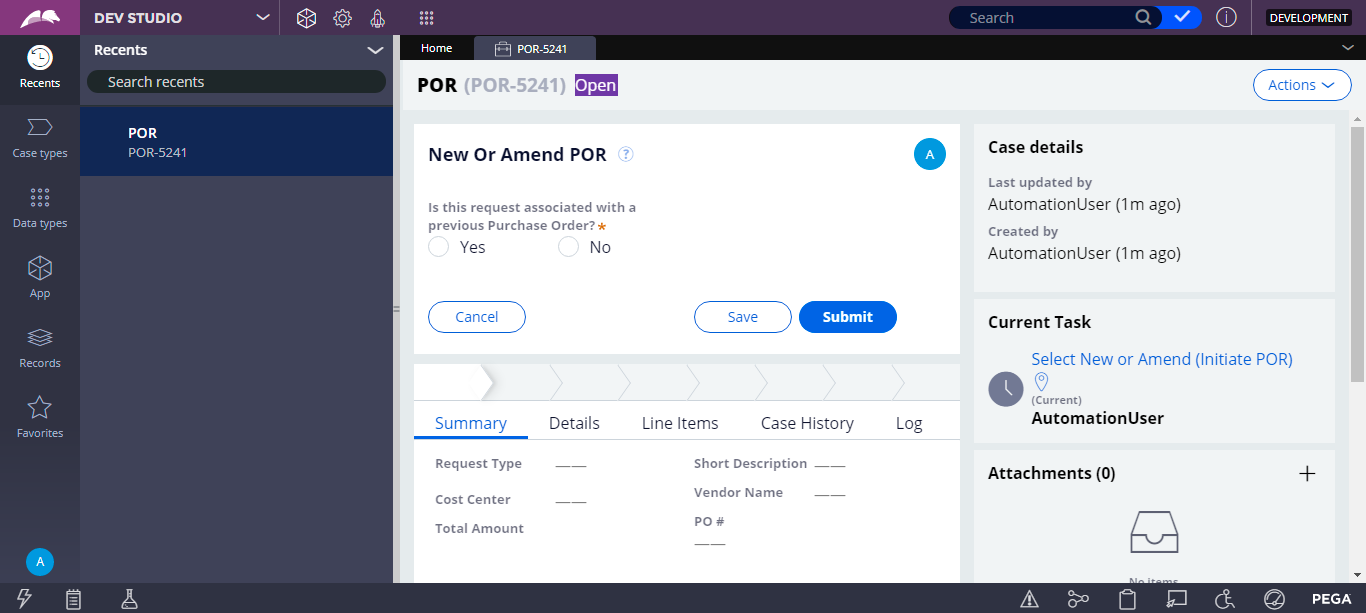 DEV STUDIO
Search
DEVELOPMENT
Recents
Search recents
POR
POR-5241
Recents
Case types
Data types
App
Records
Favorites
A
Home
POR-5241
POR (POR-5241) Open
Actions
New Or Amend POR ?
A
Is this request associated with a
previous Purchase Order? *
Yes No
Cancel Save Submit
Summary Details Line Items Case History Log
Request Type ——
Short Description ——
Cost Center ——
Vendor Name ——
Total Amount
PO #
——
Case details
Last updated by
AutomationUser (1m ago)
Created by
AutomationUser (1m ago)
Current Task
Select New or Amend (Initiate POR)
(Current)
AutomationUser
Attachments (0)
No items
PEGA